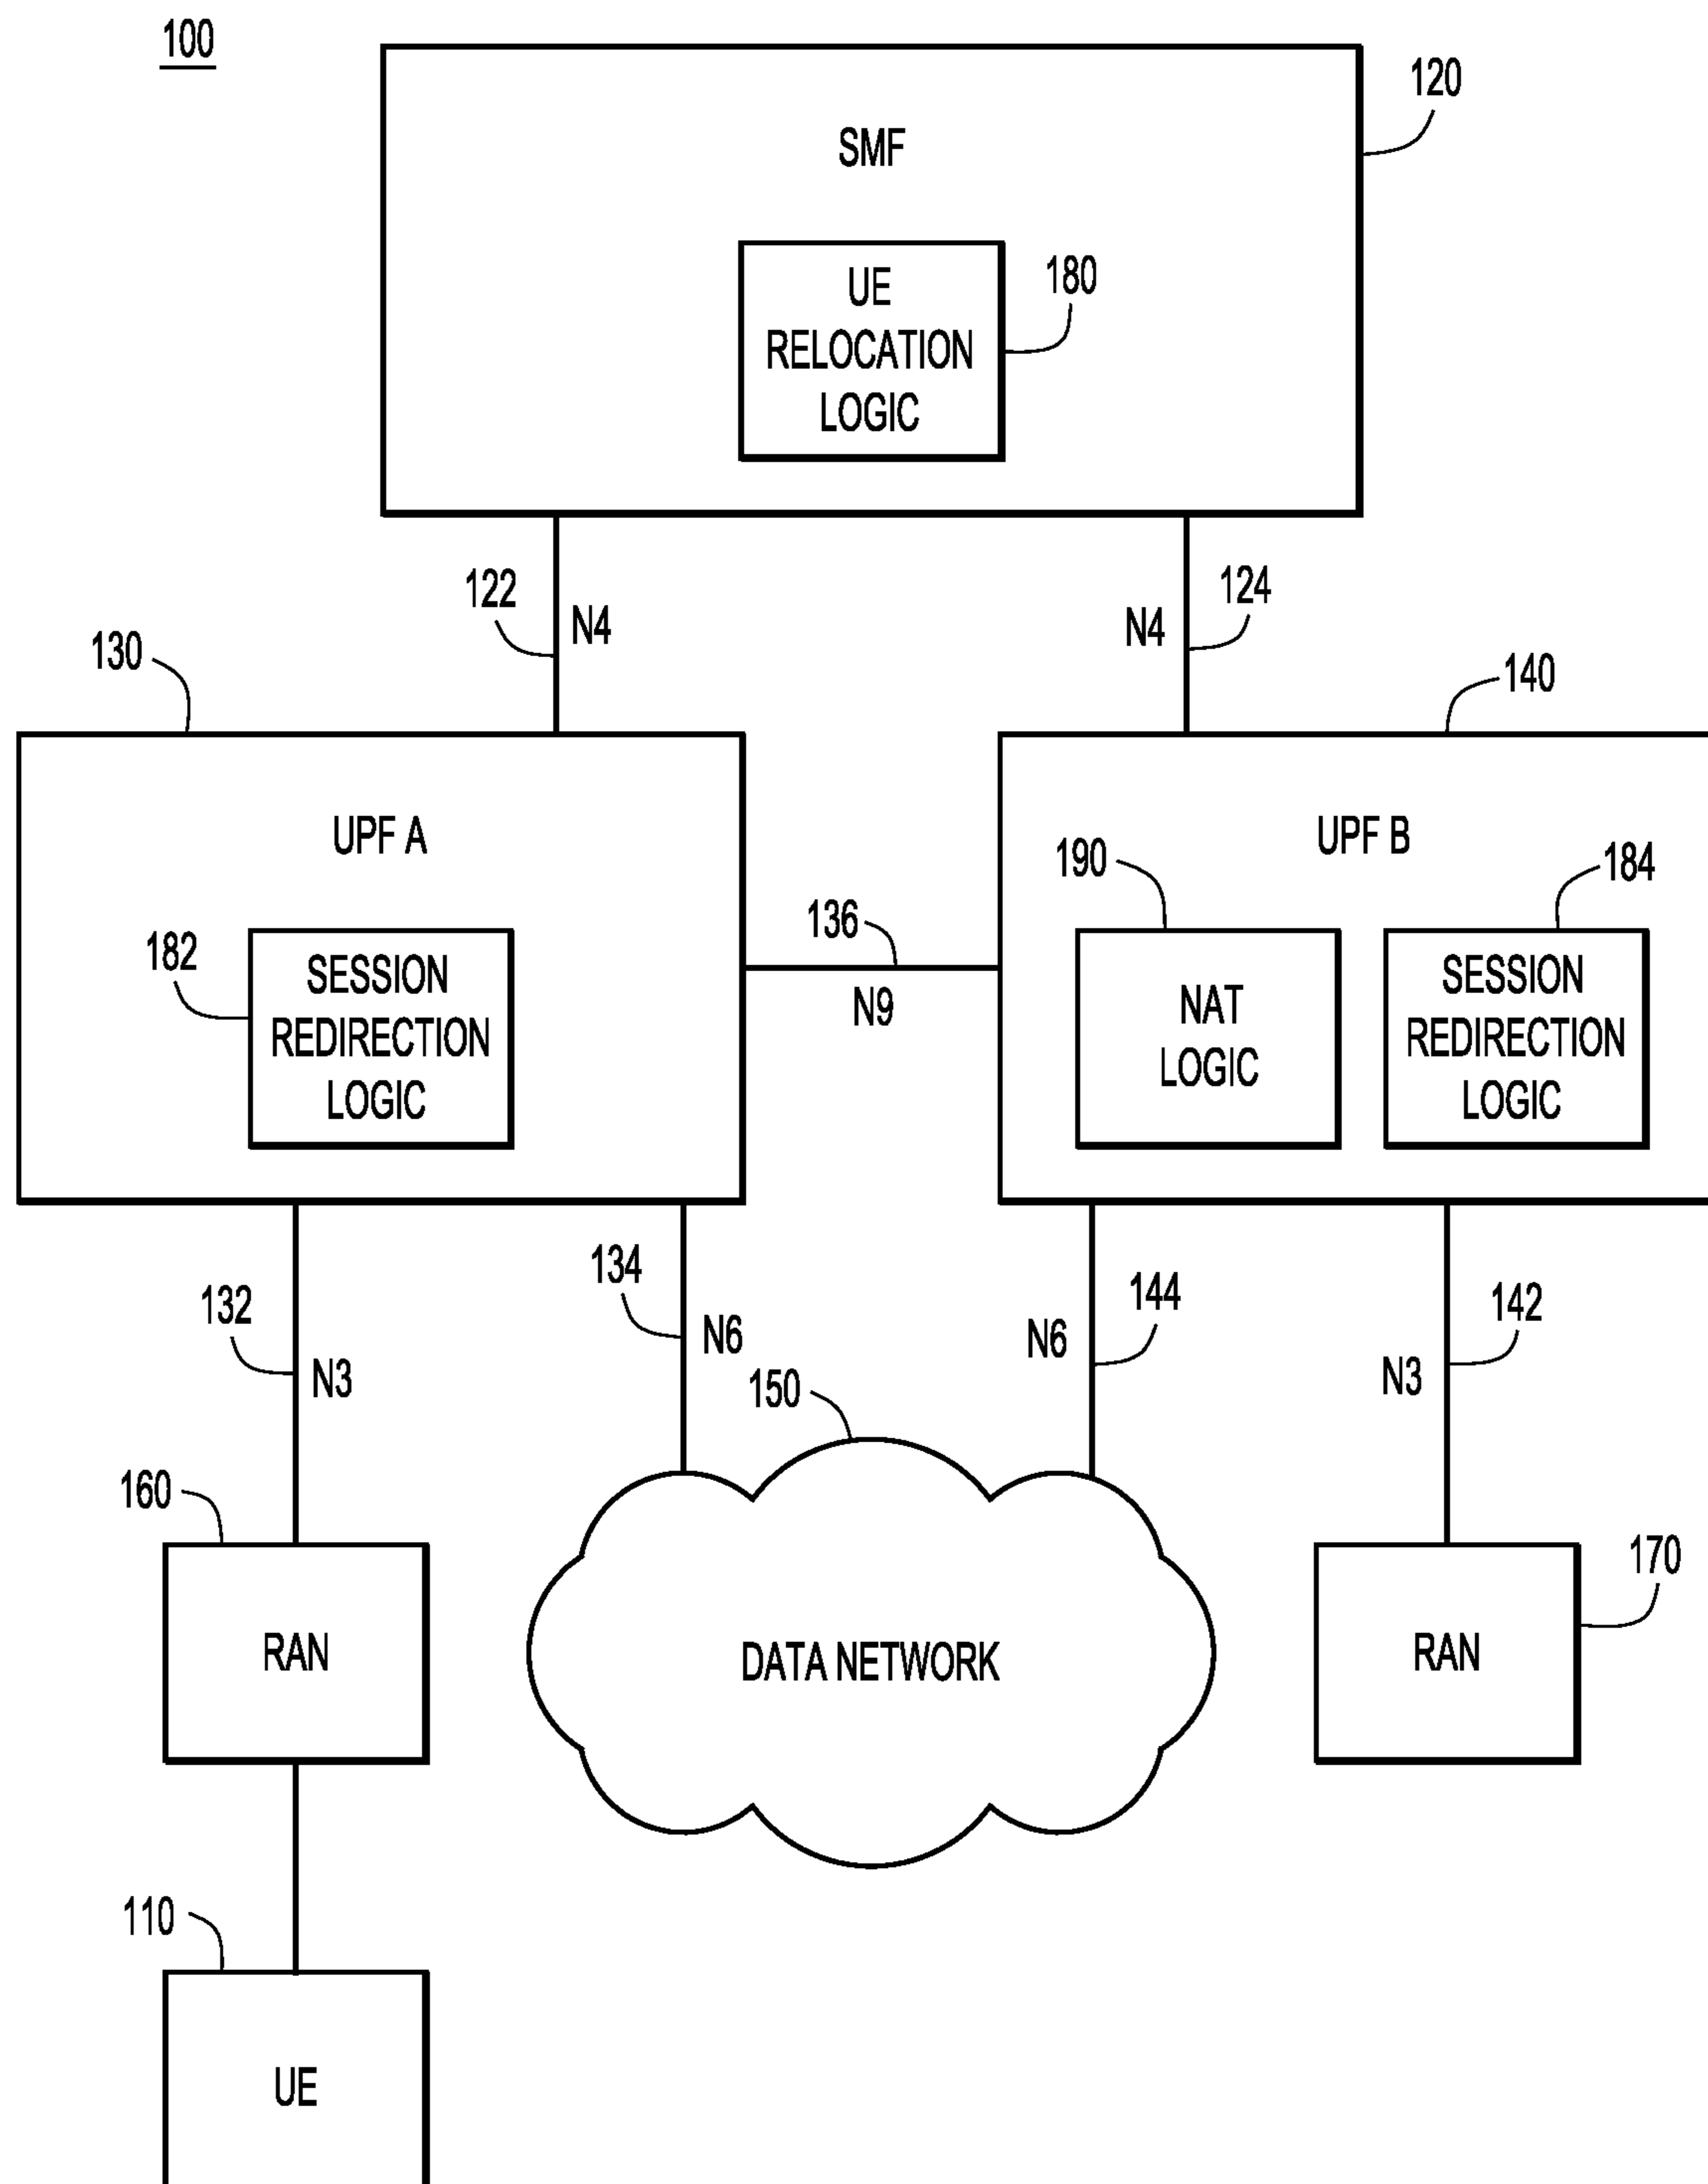 100
120
SMF
UE
RELOCATION
LOGIC
180
122
N4
N4
124
130
140
UPF A
UPF B
182
SESSION
REDIRECTION
LOGIC
136
N9
190
NAT
LOGIC
184
SESSION
REDIRECTION
LOGIC
132
N3
134
N6
N6
144
N3
142
150
160
RAN
DATA NETWORK
170
RAN
110
UE